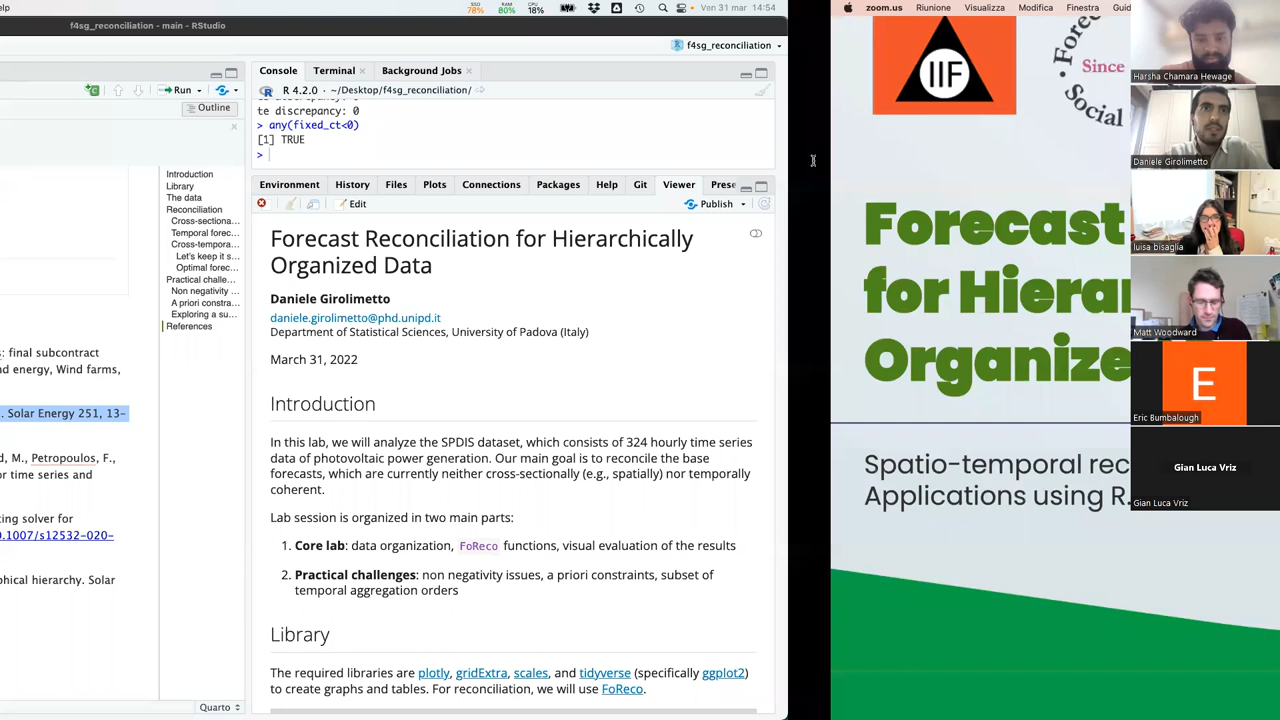 elp
SSD
78%
RAM
80%
CPU
18%
Ven 31 mar 14:54
f4sg_reconciliation - main - RStudio
f4sg_reconciliation
Run
Outline
Introduction
Library
The data
Reconciliation
Cross-sectiona...
Temporal forec...
Cross-tempora...
Let's keep it s...
Optimal forec...
Practical challe...
Non negativity ...
A priori constra...
Exploring a su...
References
s: final subcontract
nd energy, Wind farms,
. Solar Energy 251, 13–
d, M., Petropoulos, F.,
or time series and
ting solver for
0.1007/s12532-020-
phical hierarchy. Solar
Quarto
Console
Terminal
Background Jobs
R 4.2.0 · ~/Desktop/f4sg_reconciliation/
te discrepancy: 0
> any(fixed_ct<0)
[1] TRUE
>
Environment
History
Files
Plots
Connections
Packages
Help
Git
Viewer
Prese
Edit
Publish
Forecast Reconciliation for Hierarchically
Organized Data
Daniele Girolimetto
daniele.girolimetto@phd.unipd.it
Department of Statistical Sciences, University of Padova (Italy)
March 31, 2022
Introduction
In this lab, we will analyze the SPDIS dataset, which consists of 324 hourly time series
data of photovoltaic power generation. Our main goal is to reconcile the base
forecasts, which are currently neither cross-sectionally (e.g., spatially) nor temporally
coherent.
Lab session is organized in two main parts:
1. Core lab: data organization, FoReco functions, visual evaluation of the results
2. Practical challenges: non negativity issues, a priori constraints, subset of
temporal aggregation orders
Library
The required libraries are plotly, gridExtra, scales, and tidyverse (specifically ggplot2)
to create graphs and tables. For reconciliation, we will use FoReco.
zoom.us
Riunione
Visualizza
Modifica
Finestra
Guid
IIF
Forec
Since
Social
Forecast
for Hierar
Organize
Spatio-temporal rec
Applications using R.
Harsha Chamara Hewage
Daniele Girolimetto
luisa bisaglia
Matt Woodward
E
Eric Bumbalough
Gian Luca Vriz
Gian Luca Vriz